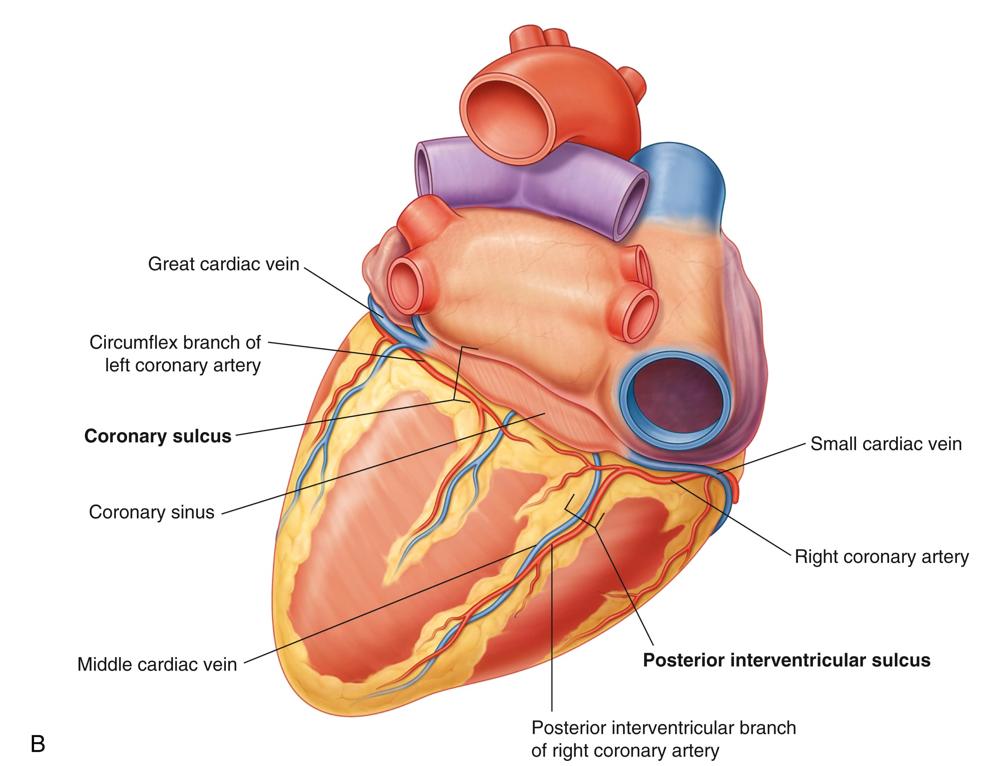 Great cardiac vein
Circumflex branch of
left coronary artery
Coronary sulcus
Coronary sinus
Middle cardiac vein
Small cardiac vein
Right coronary artery
Posterior interventricular sulcus
Posterior interventricular branch
of right coronary artery
B